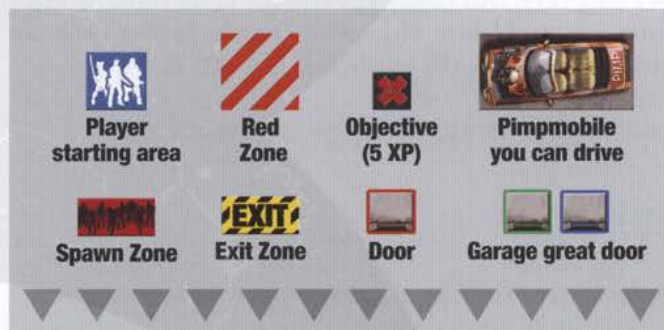 Player
starting area
Red
Zone
Objective
(5 XP)
PIMP
Pimpmobile
you can drive
Spawn Zone
EXIT
Exit Zone
Door
Garage great door